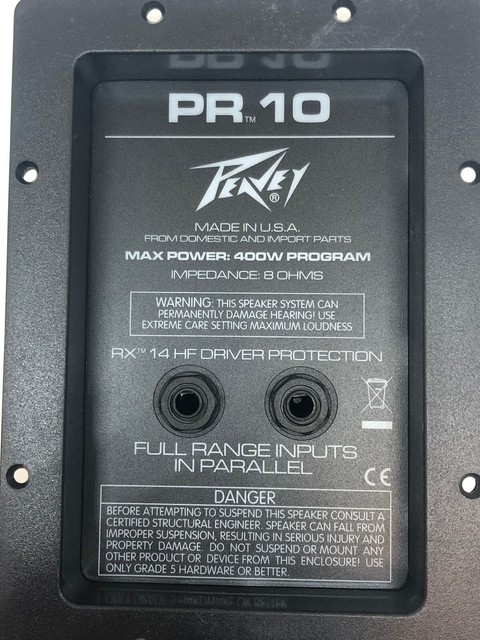 PR™ 10
PEAVEY®
MADE IN U.S.A.
FROM DOMESTIC AND IMPORT PARTS
MAX POWER: 400W PROGRAM
IMPEDANCE: 8 OHMS
WARNING: THIS SPEAKER SYSTEM CAN
PERMANENTLY DAMAGE HEARING! USE
EXTREME CARE SETTING MAXIMUM LOUDNESS
RX™ 14 HF DRIVER PROTECTION
FULL RANGE INPUTS
IN PARALLEL
CE
DANGER
BEFORE ATTEMPTING TO SUSPEND THIS SPEAKER CONSULT A
CERTIFIED STRUCTURAL ENGINEER. SPEAKER CAN FALL FROM
IMPROPER SUSPENSION, RESULTING IN SERIOUS INJURY AND
PROPERTY DAMAGE. DO NOT SUSPEND OR MOUNT ANY
OTHER PRODUCT OR DEVICE FROM THIS ENCLOSURE! USE
ONLY GRADE 5 HARDWARE OR BETTER.